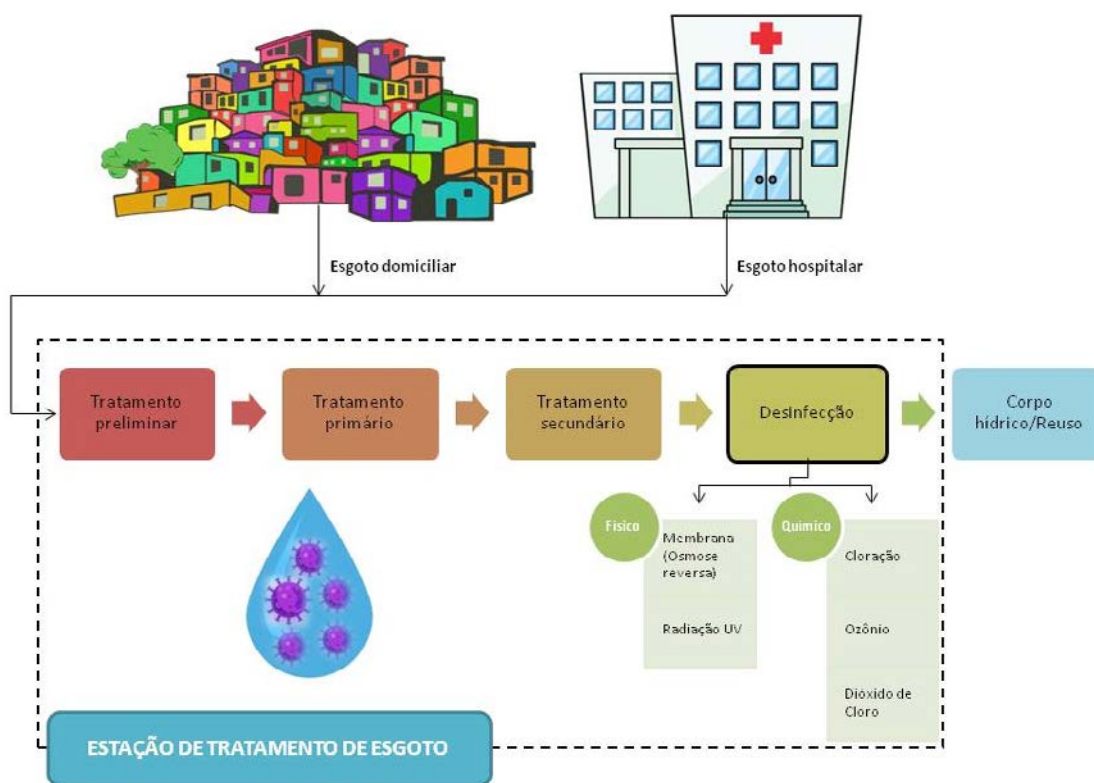 Esgoto domiciliar
Esgoto hospitalar
Tratamento
preliminar
Tratamento
primário
Tratamento
secundário
Desinfecção
Corpo
hídrico/Reuso
Físico
Membrana
(Osmose
reversa)
Radiação UV
Químico
Cloração
Ozônio
Dióxido de
Cloro
ESTAÇÃO DE TRATAMENTO DE ESGOTO